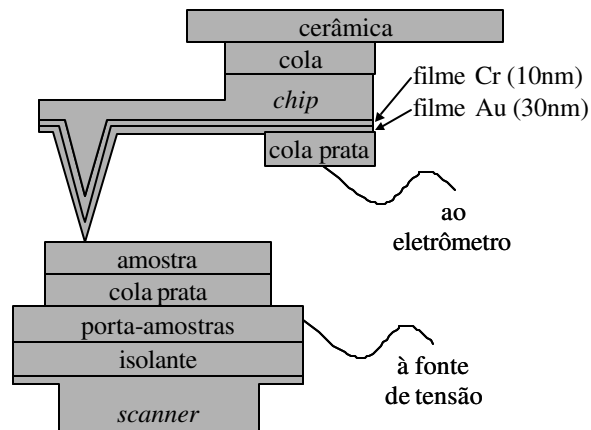 cerâmica
cola
filme Cr (10nm)
chip
filme Au (30nm)
cola prata
ao
eletrômetro
amostra
cola prata
porta-amostras
isolante
à fonte
de tensão
scanner